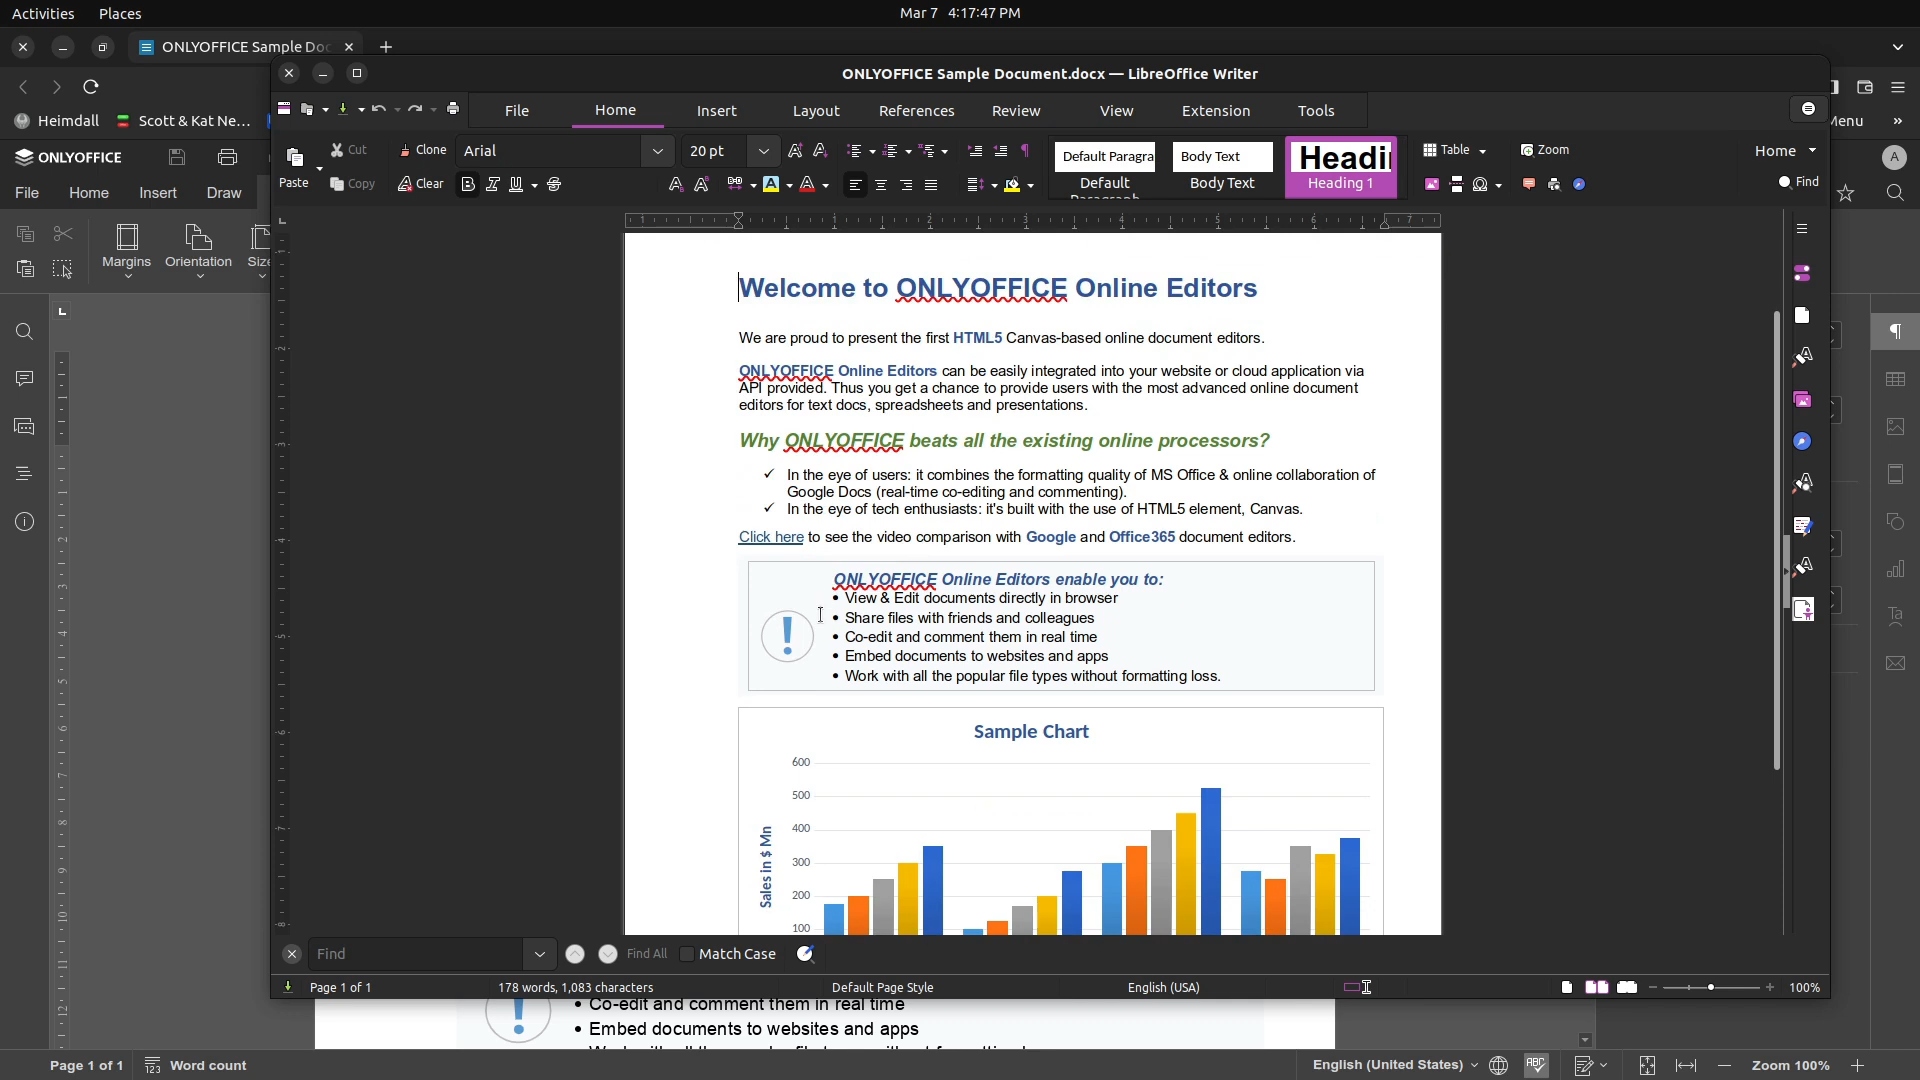 Activities Places Mar 7 4:17:47 PM
ONLYOFFICE Sample Doc
ONLYOFFICE Sample Document.docx — LibreOffice Writer
File Home Insert Layout References Review View Extension Tools
Heimdall Scott & Kat Ne... Menu »
ONLYOFFICE
File Home Insert Draw
Margins Orientation Size
Paste Cut Copy Clone Clear
Arial 20 pt
Default Paragra Body Text Headi
Default Paragraph Body Text Heading 1
Table Zoom Home
Find
A
Welcome to ONLYOFFICE Online Editors
We are proud to present the first HTML5 Canvas-based online document editors.
ONLYOFFICE Online Editors can be easily integrated into your website or cloud application via
API provided. Thus you get a chance to provide users with the most advanced online document
editors for text docs, spreadsheets and presentations.
Why ONLYOFFICE beats all the existing online processors?
✓ In the eye of users: it combines the formatting quality of MS Office & online collaboration of
Google Docs (real-time co-editing and commenting).
✓ In the eye of tech enthusiasts: it's built with the use of HTML5 element, Canvas.
Click here to see the video comparison with Google and Office365 document editors.
ONLYOFFICE Online Editors enable you to:
• View & Edit documents directly in browser
• Share files with friends and colleagues
• Co-edit and comment them in real time
• Embed documents to websites and apps
• Work with all the popular file types without formatting loss.
Sample Chart
Sales in $ Mn
600
500
400
300
200
100
Find Find All Match Case
Page 1 of 1 178 words, 1,083 characters Default Page Style English (USA) 100%
• Co-edit and comment them in real time
• Embed documents to websites and apps
Page 1 of 1 Word count English (United States) Zoom 100%